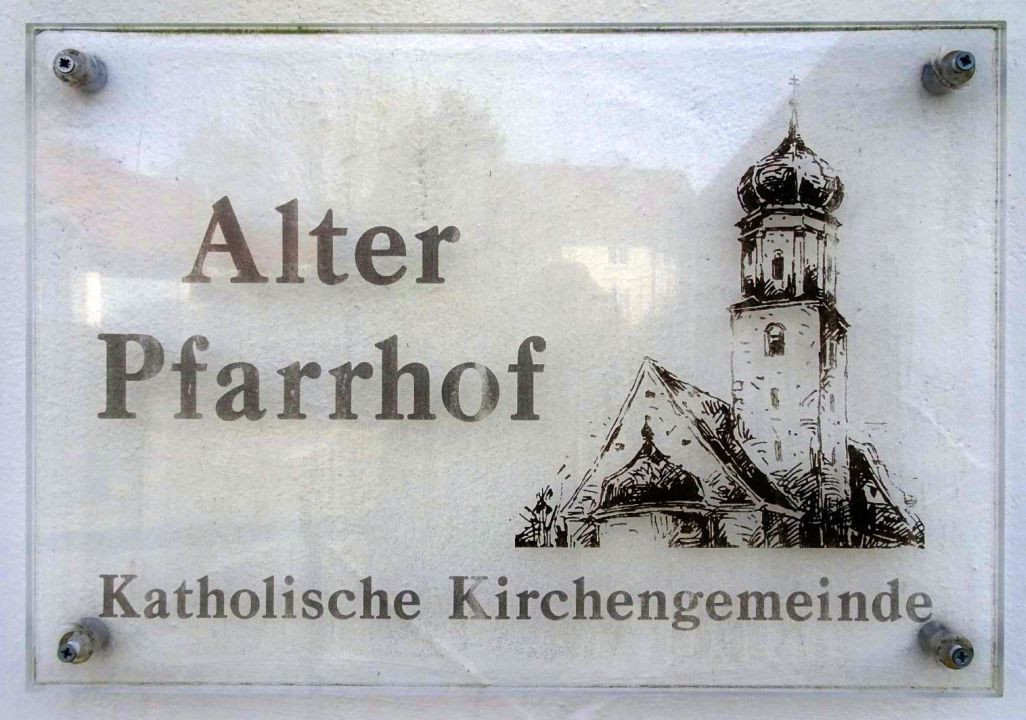 Alter
Pfarrhof
Katholische Kirchengemeinde